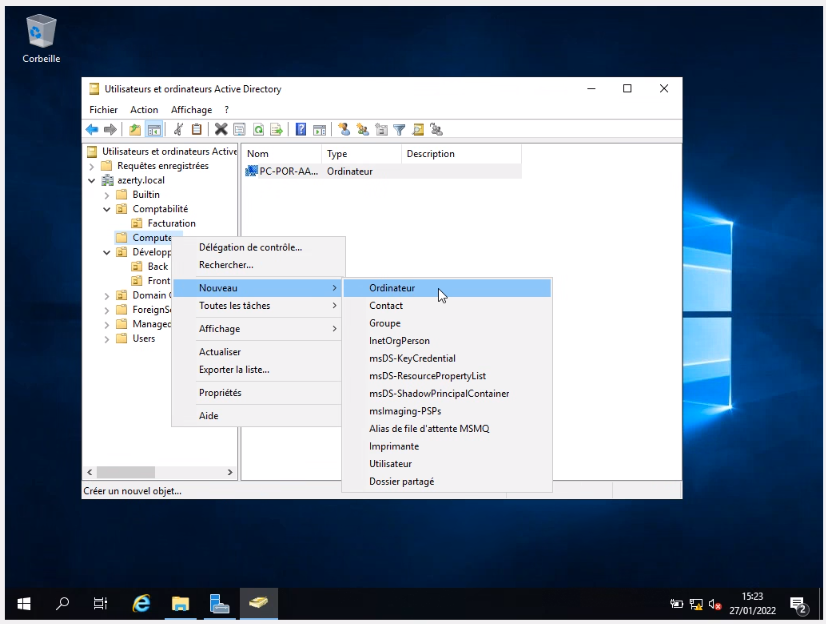 Corbeille
Utilisateurs et ordinateurs Active Directory
Fichier Action Affichage ?
Utilisateurs et ordinateurs Active
Requêtes enregistrées
azerty.local
Builtin
Comptabilité
Facturation
Compute
Dévelop
Back
Front
Domain
ForeignS
Managed
Users
Nom Type Description
PC-POR-AA... Ordinateur
Délégation de contrôle...
Rechercher...
Nouveau
Toutes les tâches
Affichage
Actualiser
Exporter la liste...
Propriétés
Aide
Ordinateur
Contact
Groupe
InetOrgPerson
msDS-KeyCredential
msDS-ResourcePropertyList
msDS-ShadowPrincipalContainer
msImaging-PSPs
Alias de file d'attente MSMQ
Imprimante
Utilisateur
Dossier partagé
Créer un nouvel objet...
15:23
27/01/2022
2